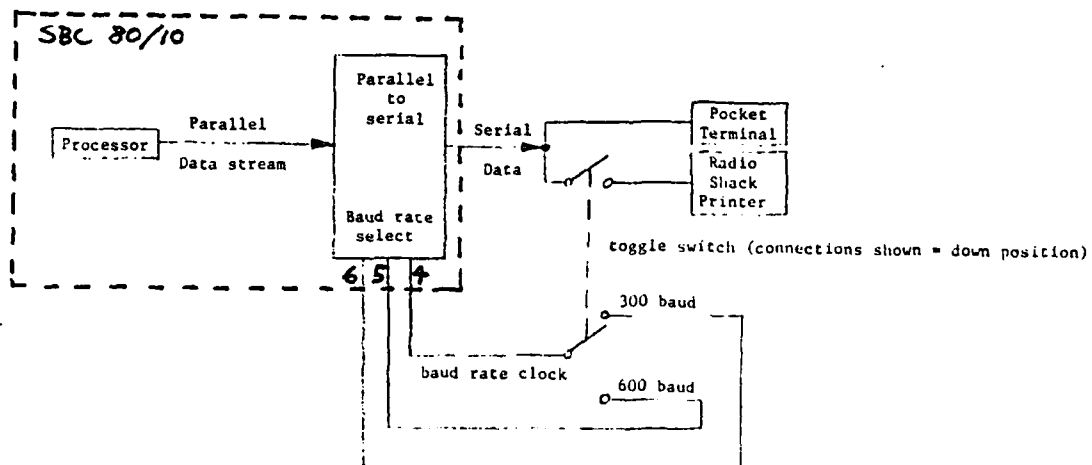 SBC 80/10
Parallel
to
serial
Processor
Parallel
Data stream
Serial
Data
Pocket
Terminal
Radio
Shack
Printer
Baud rate
select
6 5 4
toggle switch (connections shown = down position)
300 baud
baud rate clock
600 baud